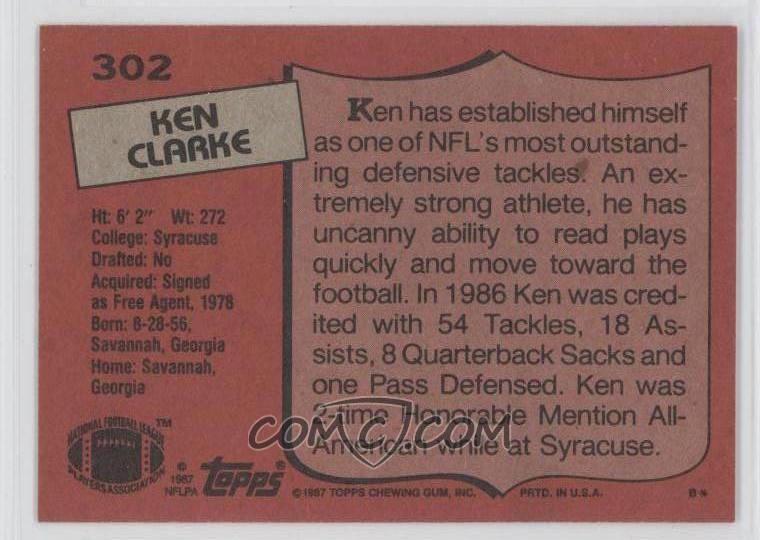 302
KEN
CLARKE
Ht: 6' 2" Wt: 272
College: Syracuse
Drafted: No
Acquired: Signed
as Free Agent, 1978
Born: 8-28-56,
Savannah, Georgia
Home: Savannah,
Georgia
Ken has established himself
as one of NFL's most outstand-
ing defensive tackles. An ex-
tremely strong athlete, he has
uncanny ability to read plays
quickly and move toward the
football. In 1986 Ken was cred-
ited with 54 Tackles, 18 As-
sists, 8 Quarterback Sacks and
one Pass Defensed. Ken was
2-time Honorable Mention All-
American while at Syracuse.
COMC.COM
NATIONAL FOOTBALL LEAGUE
PLAYERS ASSOCIATION
™
© 1987
NFLPA
Topps®
© 1987 TOPPS CHEWING GUM, INC. PRTD. IN U.S.A. B*